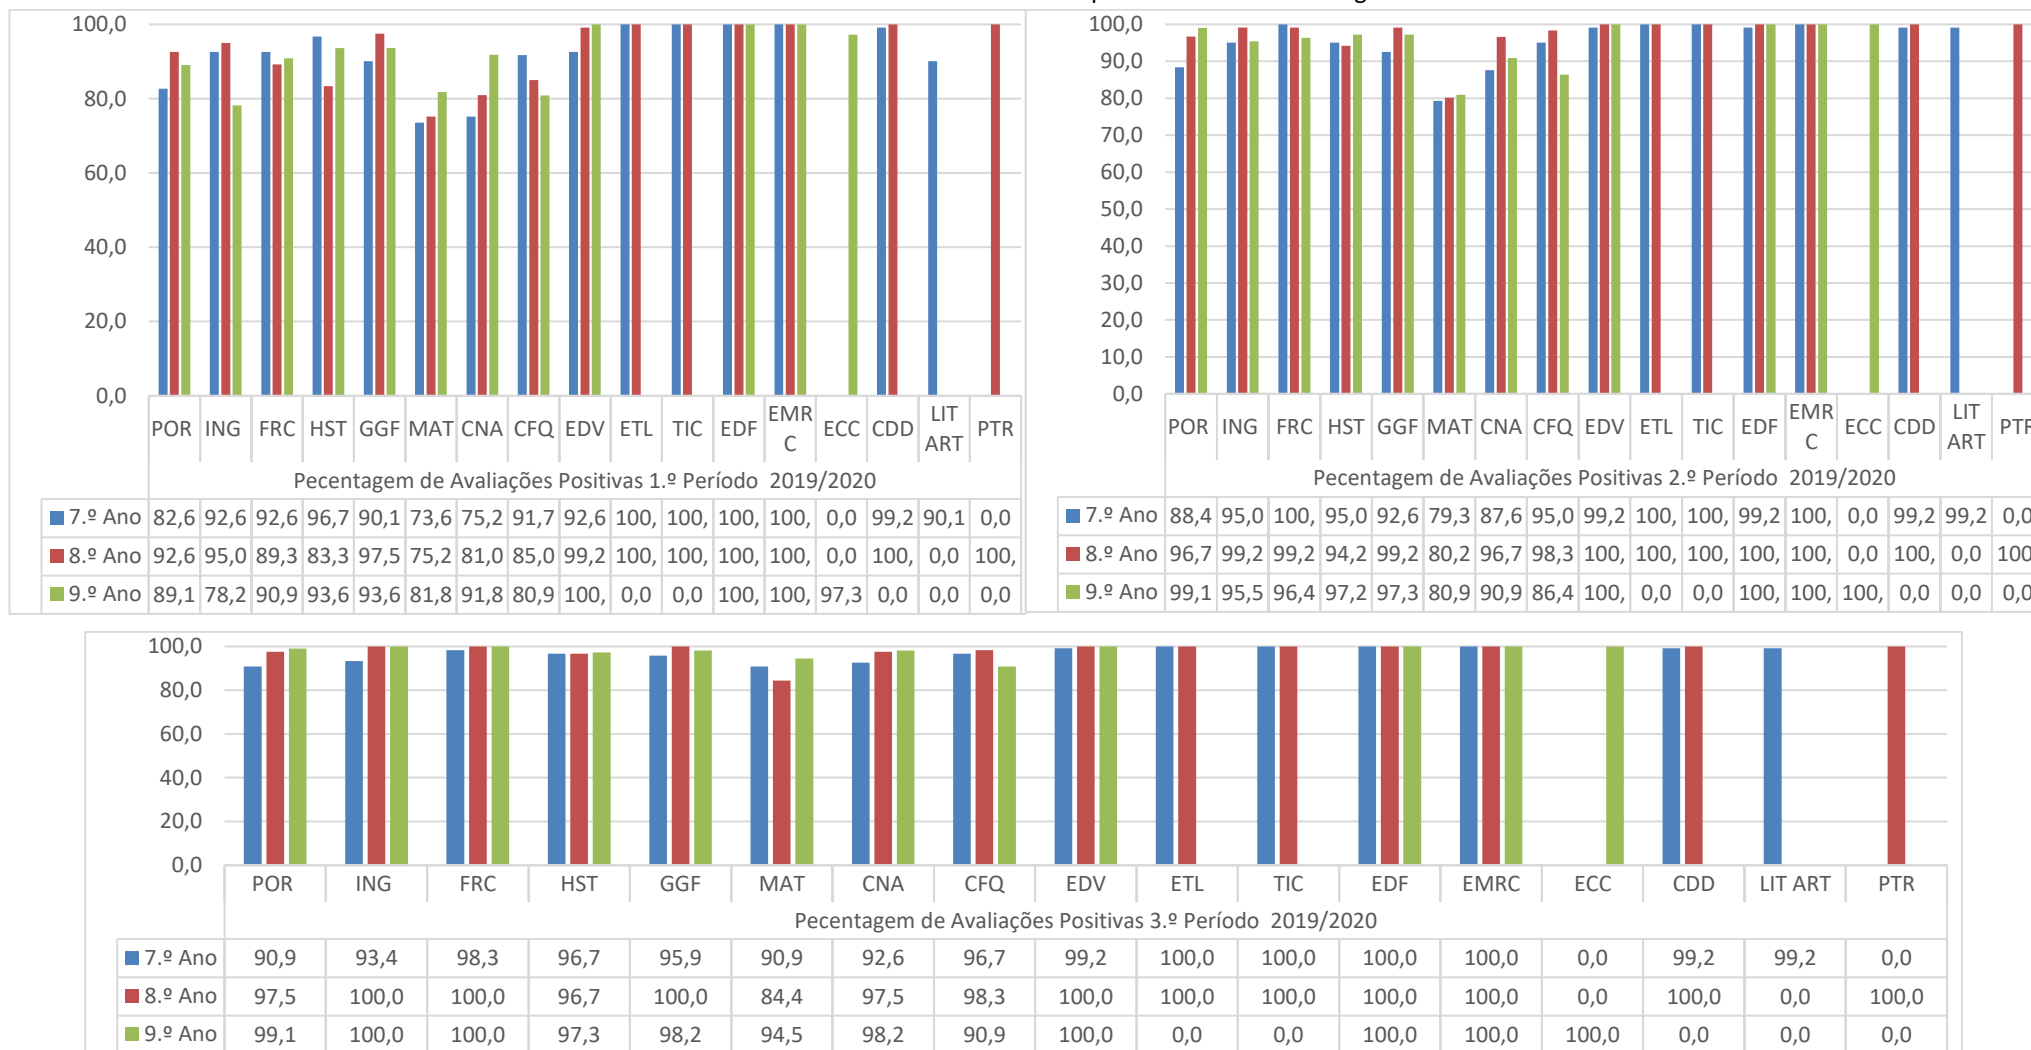 100,0
80,0
60,0
40,0
20,0
0,0
POR ING FRC HST GGF MAT CNA CFQ EDV ETL TIC EDF EMR C ECC CDD LIT ART PTR
Pecentagem de Avaliações Positivas 1.º Período 2019/2020
7.º Ano 82,6 92,6 92,6 96,7 90,1 73,6 75,2 91,7 92,6 100, 100, 100, 100, 0,0 99,2 90,1 0,0
8.º Ano 92,6 95,0 89,3 83,3 97,5 75,2 81,0 85,0 99,2 100, 100, 100, 100, 0,0 100, 0,0 100,
9.º Ano 89,1 78,2 90,9 93,6 93,6 81,8 91,8 80,9 100, 0,0 0,0 100, 100, 97,3 0,0 0,0 0,0
100,0
90,0
80,0
70,0
60,0
50,0
40,0
30,0
20,0
10,0
0,0
POR ING FRC HST GGF MAT CNA CFQ EDV ETL TIC EDF EMR C ECC CDD LIT ART PTR
Pecentagem de Avaliações Positivas 2.º Período 2019/2020
7.º Ano 88,4 95,0 100, 95,0 92,6 79,3 87,6 95,0 99,2 100, 100, 99,2 100, 0,0 99,2 99,2 0,0
8.º Ano 96,7 99,2 99,2 94,2 99,2 80,2 96,7 98,3 100, 100, 100, 100, 100, 0,0 100, 0,0 100
9.º Ano 99,1 95,5 96,4 97,2 97,3 80,9 90,9 86,4 100, 0,0 0,0 100, 100, 100, 0,0 0,0 0,0
100,0
80,0
60,0
40,0
20,0
0,0
POR ING FRC HST GGF MAT CNA CFQ EDV ETL TIC EDF EMRC ECC CDD LIT ART PTR
Pecentagem de Avaliações Positivas 3.º Período 2019/2020
7.º Ano 90,9 93,4 98,3 96,7 95,9 90,9 92,6 96,7 99,2 100,0 100,0 100,0 100,0 0,0 99,2 99,2 0,0
8.º Ano 97,5 100,0 100,0 96,7 100,0 84,4 97,5 98,3 100,0 100,0 100,0 100,0 100,0 0,0 100,0 0,0 100,0
9.º Ano 99,1 100,0 100,0 97,3 98,2 94,5 98,2 90,9 100,0 0,0 0,0 100,0 100,0 100,0 0,0 0,0 0,0